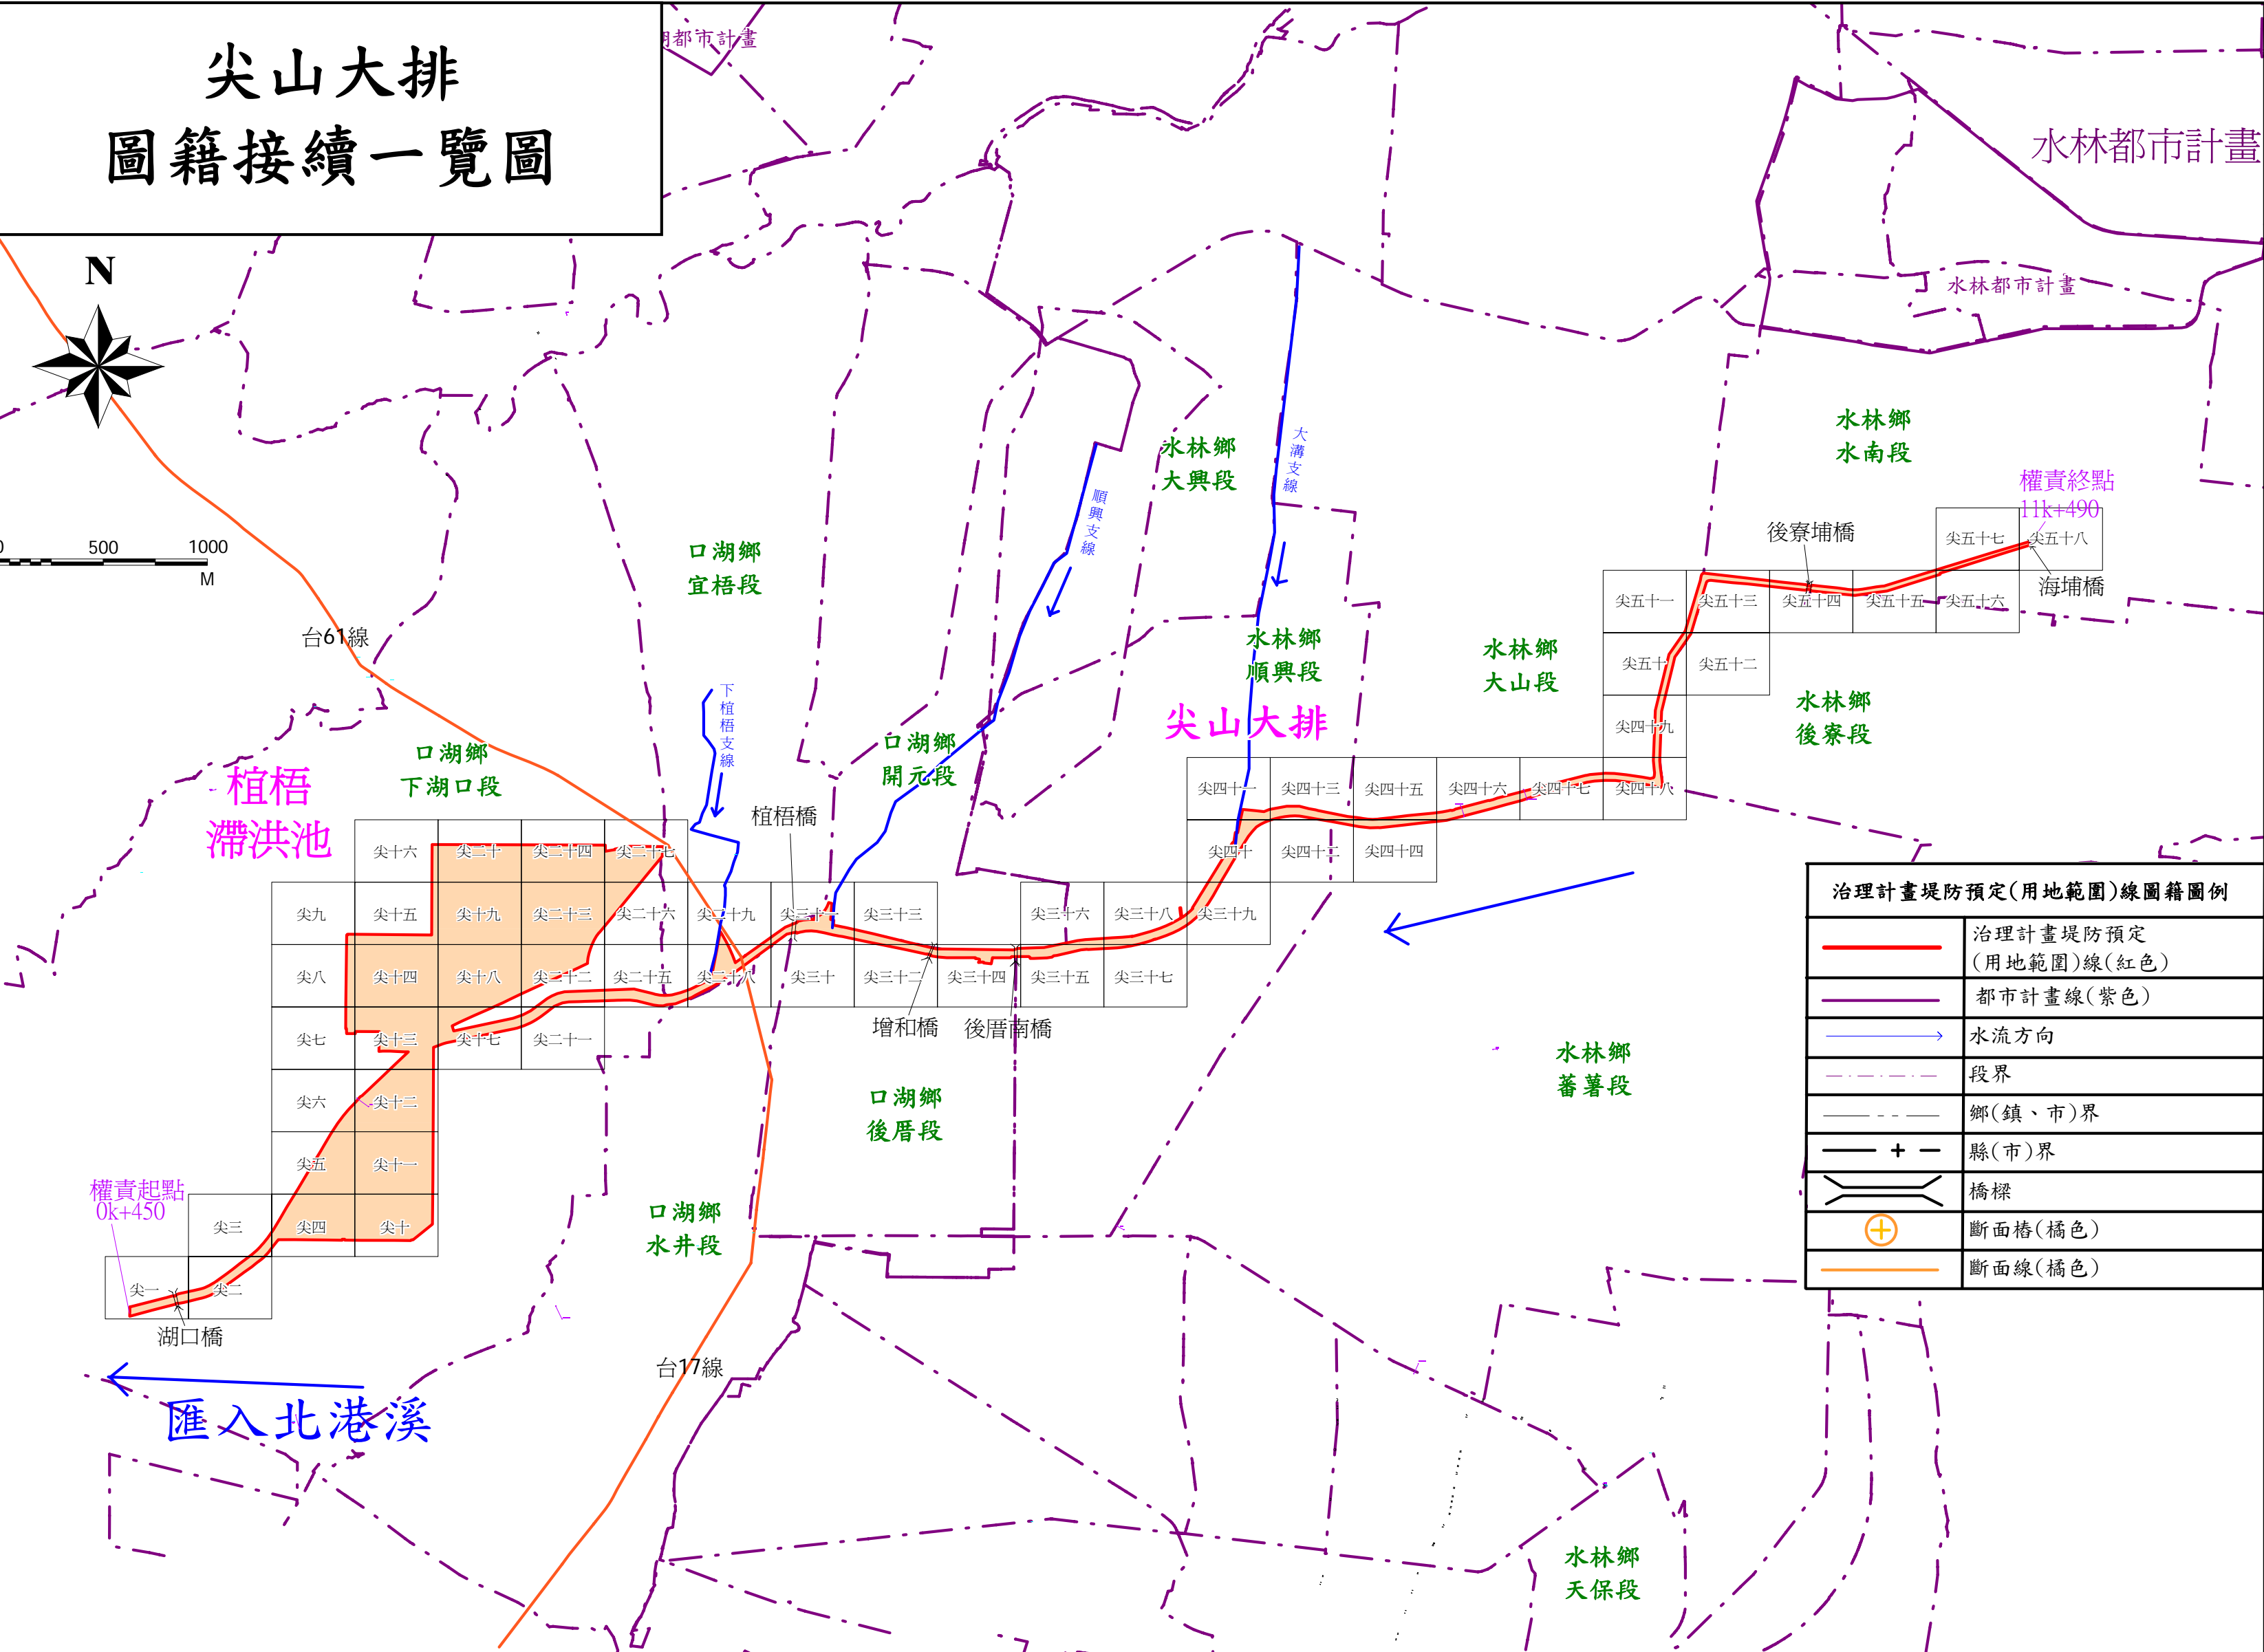 尖山大排
圖籍接續一覽圖
都市計畫
水林都市計畫
水林都市計畫
N
0 500 1000
M
台61線
水林鄉
水南段
權責終點
11k+490
後寮埔橋
海埔橋
水林鄉
大興段
大溝支線
順興支線
口湖鄉
宜梧段
水林鄉
順興段
水林鄉
大山段
水林鄉
後寮段
尖山大排
下椬梧支線
口湖鄉
開元段
口湖鄉
下湖口段
椬梧
滯洪池
椬梧橋
尖五十七
尖五十八
尖五十一
尖五十三
尖五十四
尖五十五
尖五十六
尖五十
尖五十二
尖四十九
尖四十一
尖四十三
尖四十五
尖四十六
尖四十七
尖四十八
尖十六
尖二十
尖二十四
尖二十七
尖四十
尖四十二
尖四十四
尖九
尖十五
尖十九
尖二十三
尖二十六
尖二十九
尖三十一
尖三十三
尖三十六
尖三十八
尖三十九
尖八
尖十四
尖十八
尖二十二
尖二十五
尖二十八
尖三十
尖三十二
尖三十四
尖三十五
尖三十七
尖七
尖十三
尖十七
尖二十一
增和橋
後厝南橋
尖六
尖十二
尖五
尖十一
尖三
尖四
尖十
尖一
尖二
口湖鄉
後厝段
水林鄉
蕃薯段
權責起點
0k+450
口湖鄉
水井段
湖口橋
台17線
匯入北港溪
水林鄉
天保段
治理計畫堤防預定(用地範圍)線圖籍圖例
治理計畫堤防預定
(用地範圍)線(紅色)
都市計畫線(紫色)
水流方向
段界
鄉(鎮、市)界
縣(市)界
橋樑
斷面樁(橘色)
斷面線(橘色)